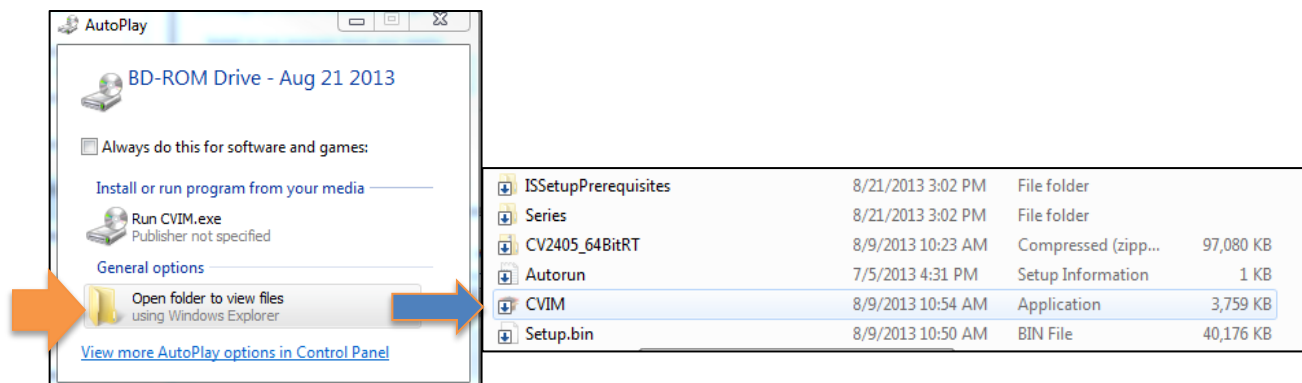 AutoPlay
BD-ROM Drive - Aug 21 2013
Always do this for software and games:
Install or run program from your media
Run CVIM.exe
Publisher not specified
General options
Open folder to view files
using Windows Explorer
View more AutoPlay options in Control Panel
ISSetupPrerequisites 8/21/2013 3:02 PM File folder
Series 8/21/2013 3:02 PM File folder
CV2405_64BitRT 8/9/2013 10:23 AM Compressed (zipp... 97,080 KB
Autorun 7/5/2013 4:31 PM Setup Information 1 KB
CVIM 8/9/2013 10:54 AM Application 3,759 KB
Setup.bin 8/9/2013 10:50 AM BIN File 40,176 KB